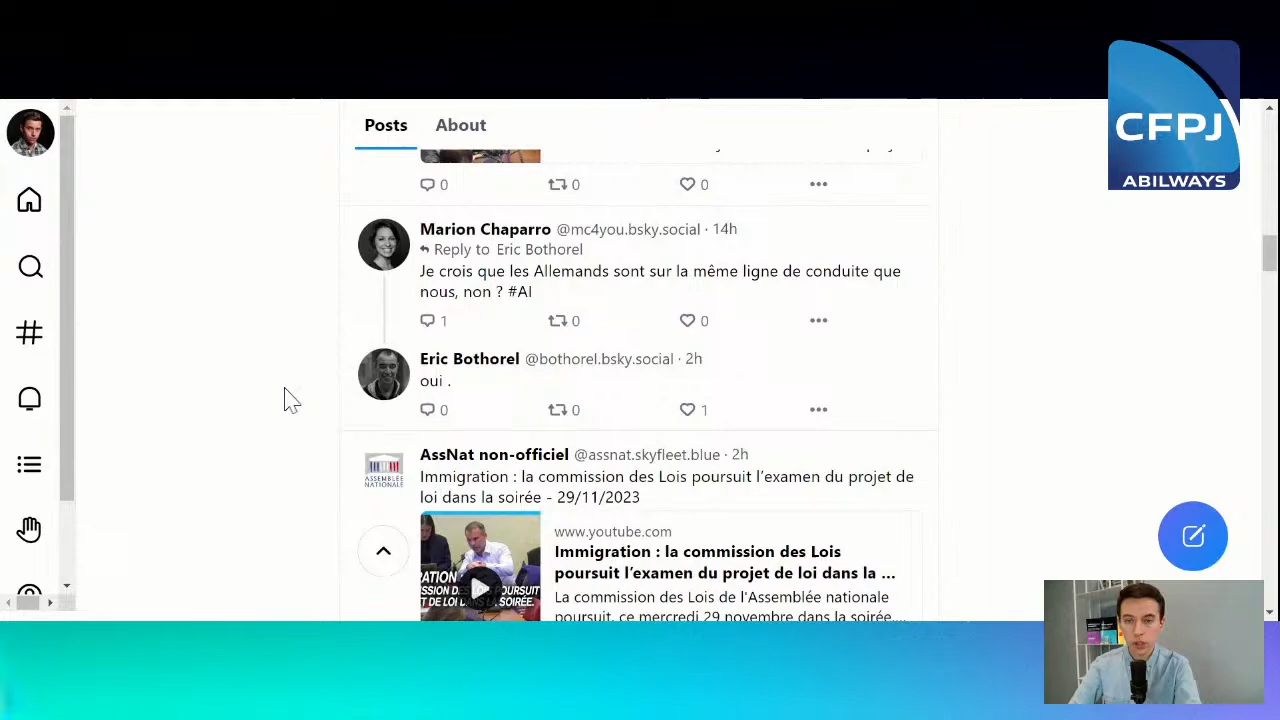 CFPJ
ABILWAYS
Posts
About
0
0
0
Marion Chaparro @mc4you.bsky.social · 14h
Reply to Eric Bothorel
Je crois que les Allemands sont sur la même ligne de conduite que
nous, non ? #AI
1
0
0
Eric Bothorel @bothorel.bsky.social · 2h
oui .
0
0
1
AssNat non-officiel @assnat.skyfleet.blue · 2h
Immigration : la commission des Lois poursuit l'examen du projet de
loi dans la soirée - 29/11/2023
ASSEMBLÉE
NATIONALE
www.youtube.com
Immigration : la commission des Lois
poursuit l'examen du projet de loi dans la ...
La commission des Lois de l'Assemblée nationale
poursuit, ce mercredi 29 novembre dans la soirée,...